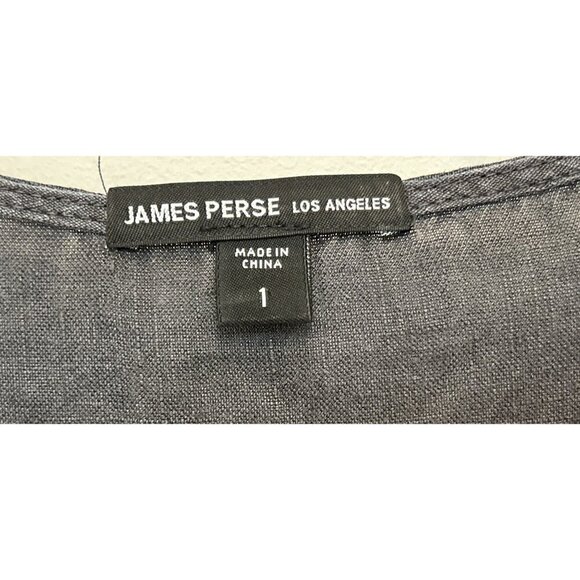 JAMES PERSE LOS ANGELES
MADE IN
CHINA
1